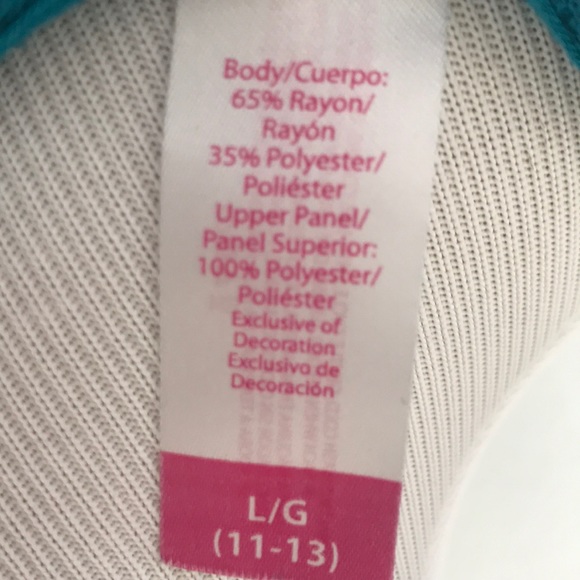 Body/Cuerpo:
65% Rayon/
Rayón
35% Polyester/
Poliéster
Upper Panel/
Panel Superior:
100% Polyester/
Poliéster
Exclusive of
Decoration
Exclusivo de
Decoración
L/G
(11-13)